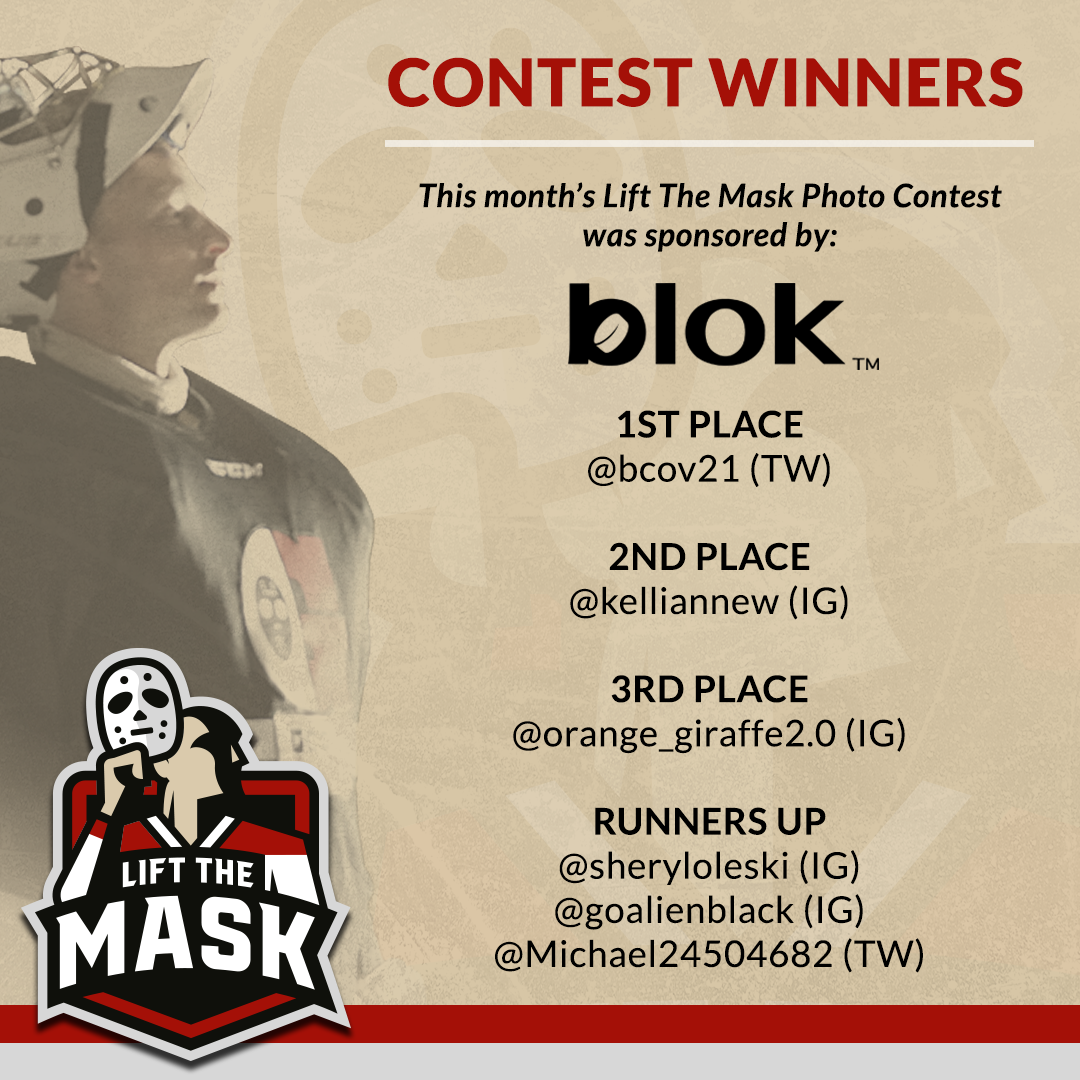 CONTEST WINNERS
This month's Lift The Mask Photo Contest
was sponsored by:
blok™
1ST PLACE
@bcov21 (TW)
2ND PLACE
@kelliannew (IG)
3RD PLACE
@orange_giraffe2.0 (IG)
RUNNERS UP
@sheryloleski (IG)
@goalienblack (IG)
@Michael24504682 (TW)
LIFT THE
MASK